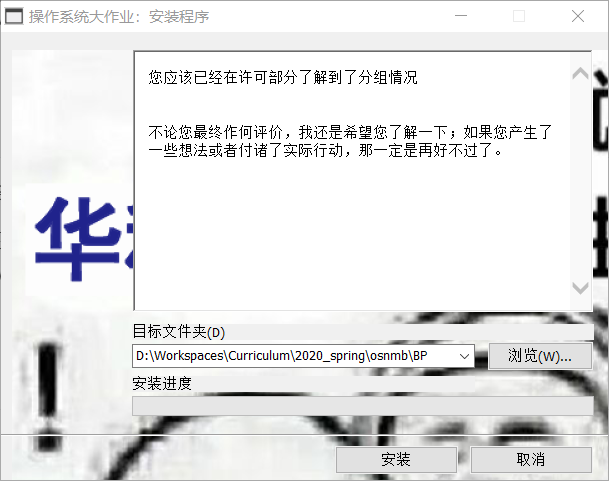 操作系统大作业：安装程序
您应该已经在许可部分了解到了分组情况
不论您最终作何评价，我还是希望您了解一下；如果您产生了
一些想法或者付诸了实际行动，那一定是再好不过了。
华
目标文件夹(D)
D:\Workspaces\Curriculum\2020_spring\osnmb\BP
浏览(W)...
安装进度
!
安装
取消